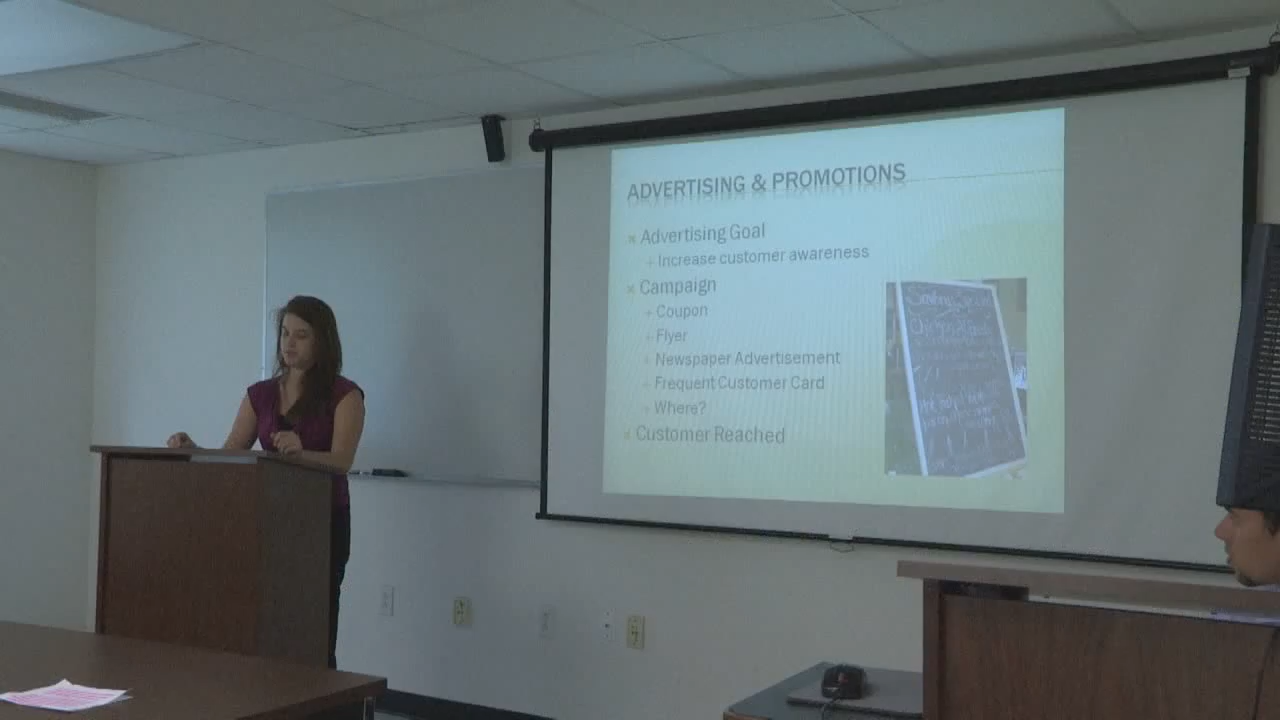 ADVERTISING & PROMOTIONS
Advertising Goal
Increase customer awareness
Campaign
Coupon
Flyer
Newspaper Advertisement
Frequent Customer Card
Where?
Customer Reached